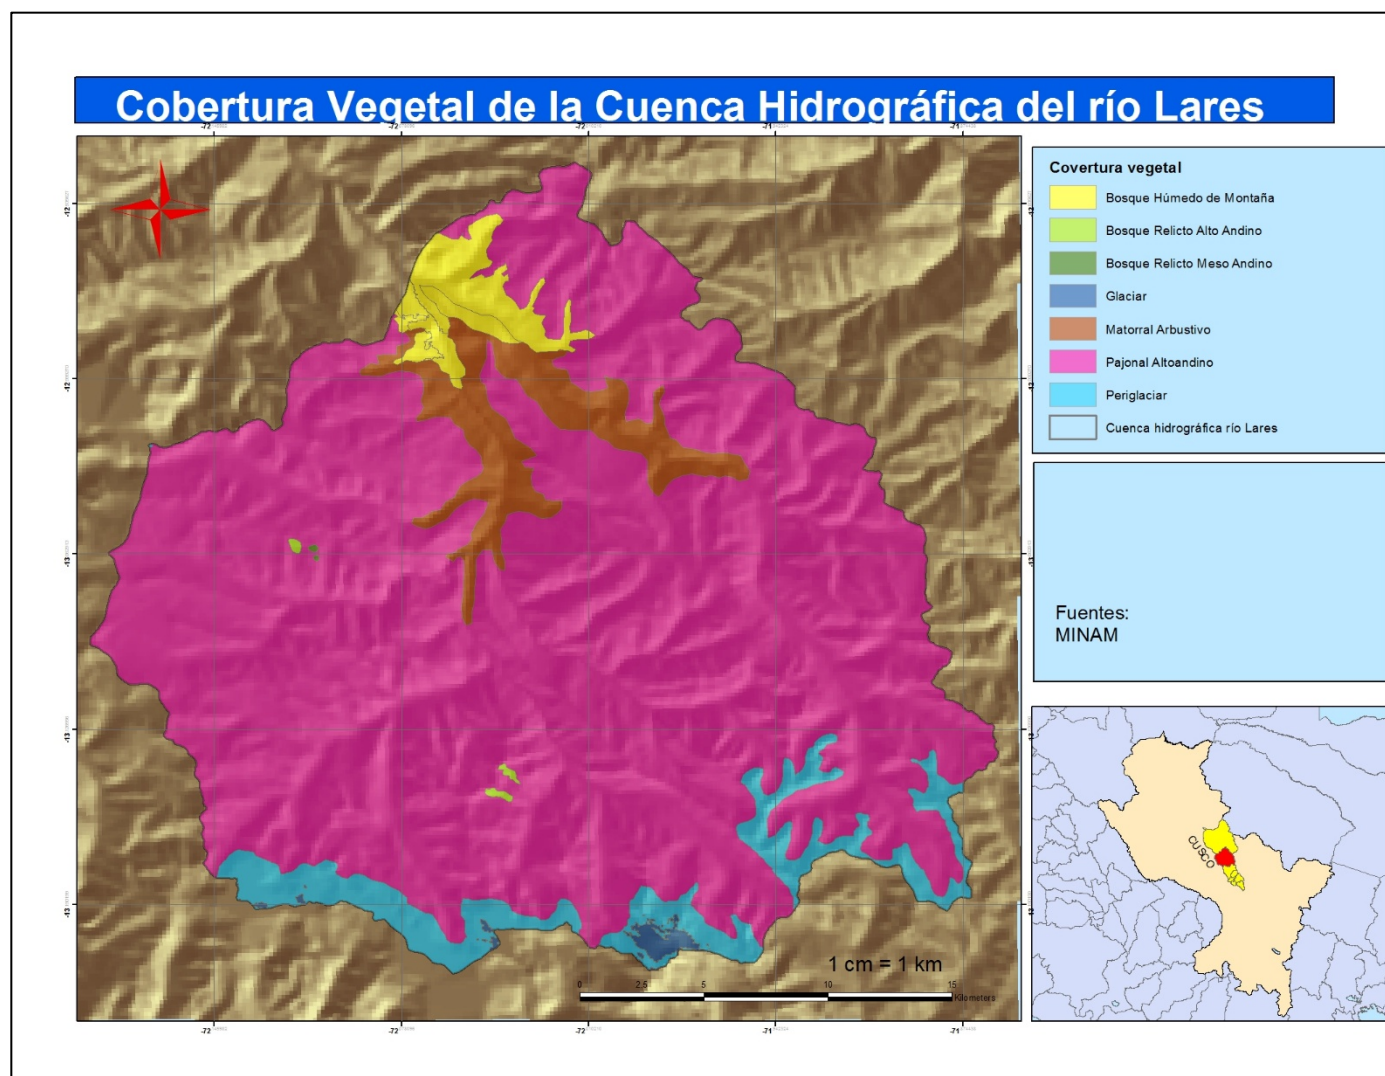 Cobertura Vegetal de la Cuenca Hidrográfica del río Lares
Covertura vegetal
Bosque Húmedo de Montaña
Bosque Relicto Alto Andino
Bosque Relicto Meso Andino
Glaciar
Matorral Arbustivo
Pajonal Altoandino
Periglaciar
Cuenca hidrográfica río Lares
Fuentes:
MINAM
CUSCO
1 cm = 1 km
0 2,5 5 10 15
Kilometers